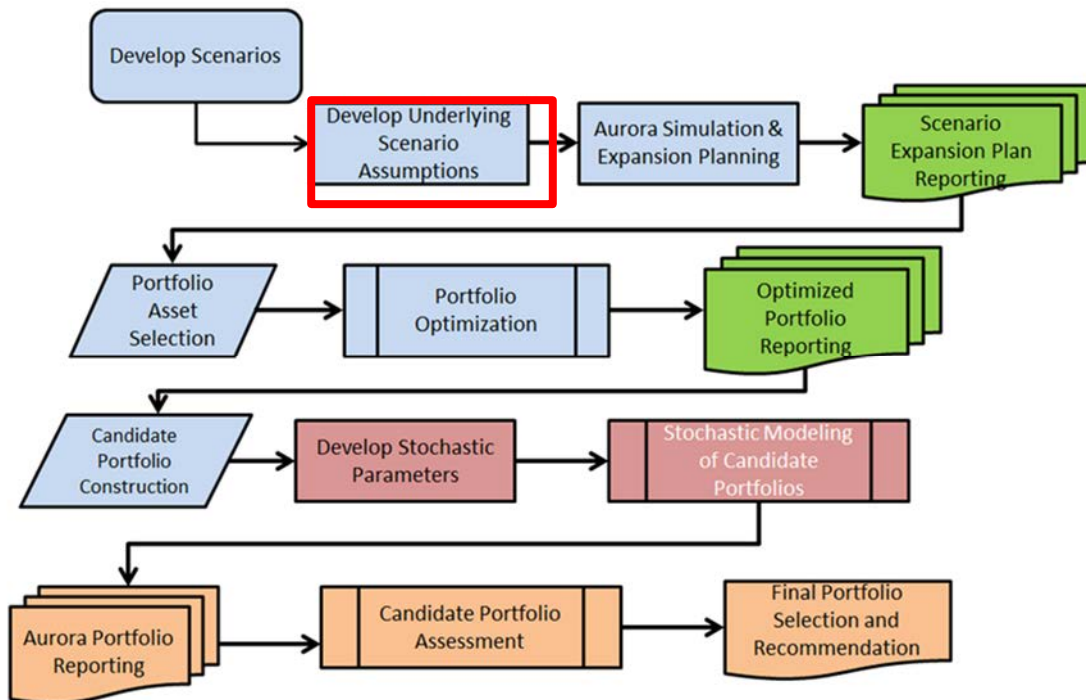 Develop Scenarios
Develop Underlying
Scenario
Assumptions
Aurora Simulation &
Expansion Planning
Scenario
Expansion Plan
Reporting
Portfolio
Asset
Selection
Portfolio
Optimization
Optimized
Portfolio
Reporting
Candidate
Portfolio
Construction
Develop Stochastic
Parameters
Stochastic Modeling
of Candidate
Portfolios
Aurora Portfolio
Reporting
Candidate Portfolio
Assessment
Final Portfolio
Selection and
Recommendation